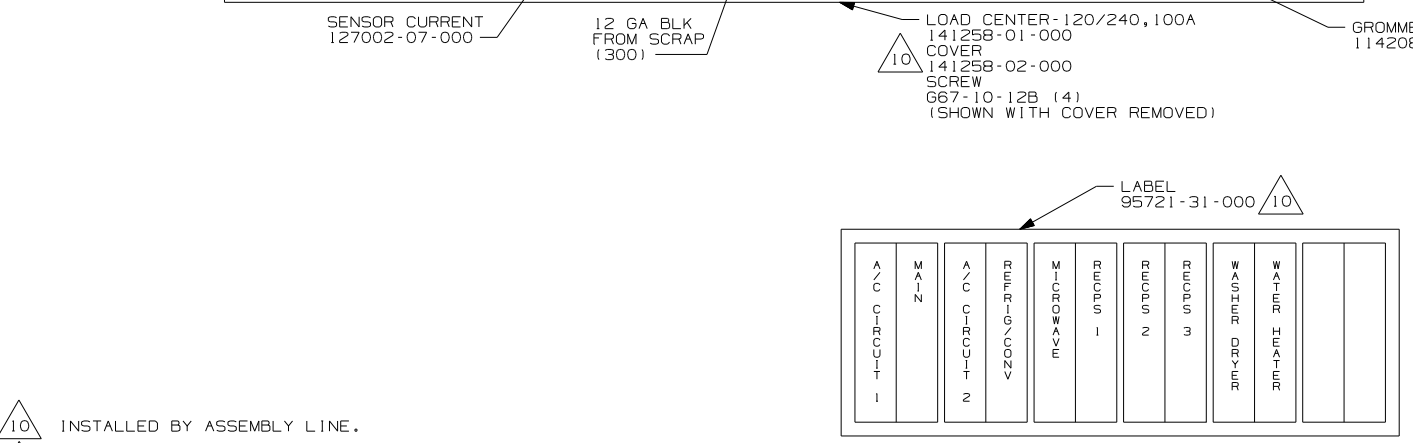 SENSOR CURRENT
127002-07-000
12 GA BLK
FROM SCRAP
(300)
LOAD CENTER-120/240,100A
141258-01-000
10
COVER
141258-02-000
SCREW
G67-10-12B (4)
(SHOWN WITH COVER REMOVED)
GROMME
114208
LABEL
95721-31-000
10
A/C CIRCUIT 1
MAIN
A/C CIRCUIT 2
REFRIG/CONV
MICROWAVE
RECPS 1
RECPS 2
RECPS 3
WASHER DRYER
WATER HEATER
10 INSTALLED BY ASSEMBLY LINE.